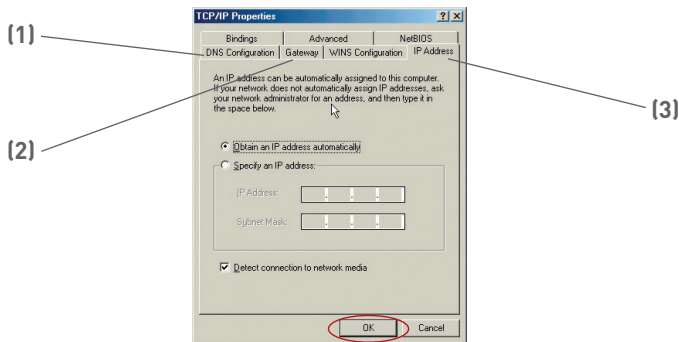 TCP/IP Properties
? ×
Bindings Advanced NetBIOS
(1)
DNS Configuration Gateway WINS Configuration IP Address
An IP address can be automatically assigned to this computer.
If your network does not automatically assign IP addresses, ask
your network administrator for an address, and then type it in
the space below.
(3)
(2)
Obtain an IP address automatically
Specify an IP address:
IP Address:
Subnet Mask:
Detect connection to network media
OK Cancel